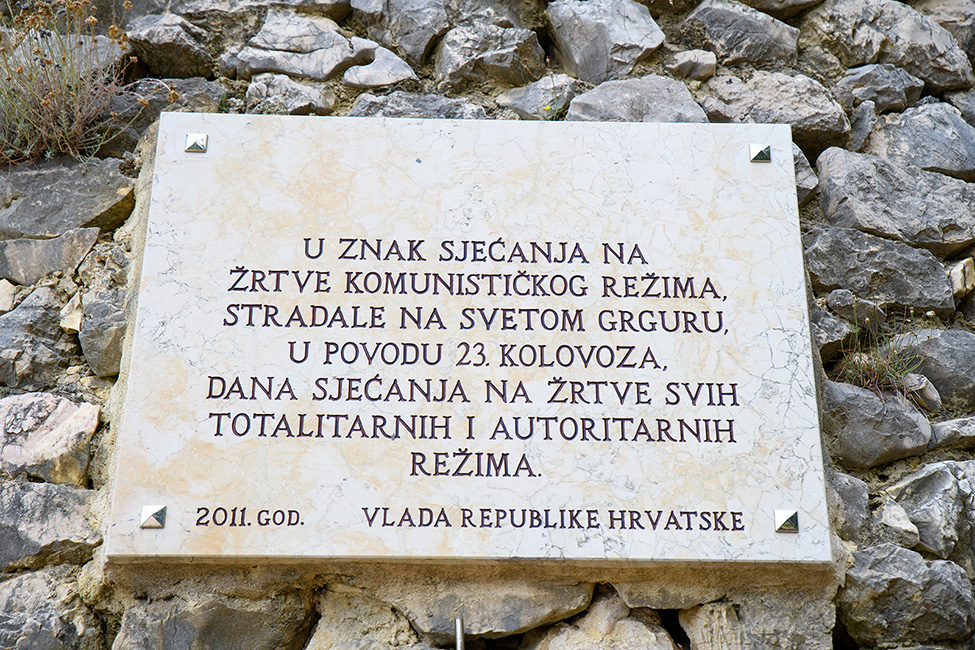 U ZNAK SJEĆANJA NA
ŽRTVE KOMUNISTIČKOG REŽIMA,
STRADALE NA SVETOM GRGURU,
U POVODU 23. KOLOVOZA,
DANA SJEĆANJA NA ŽRTVE SVIH
TOTALITARNIH I AUTORITARNIH
REŽIMA.
2011. GOD. VLADA REPUBLIKE HRVATSKE